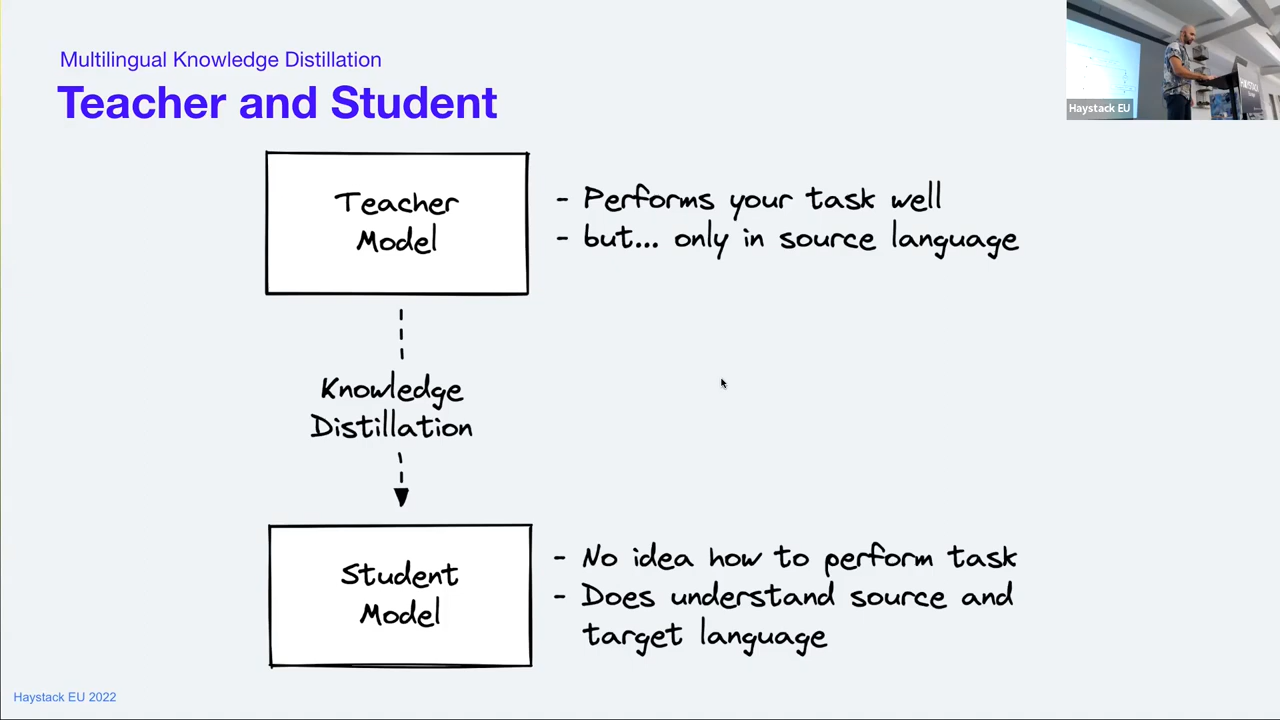 Multilingual Knowledge Distillation
Teacher and Student
Haystack EU
Teacher
Model
- Performs your task well
- but... only in source language
Knowledge
Distillation
Student
Model
- No idea how to perform task
- Does understand source and
target language
Haystack EU 2022